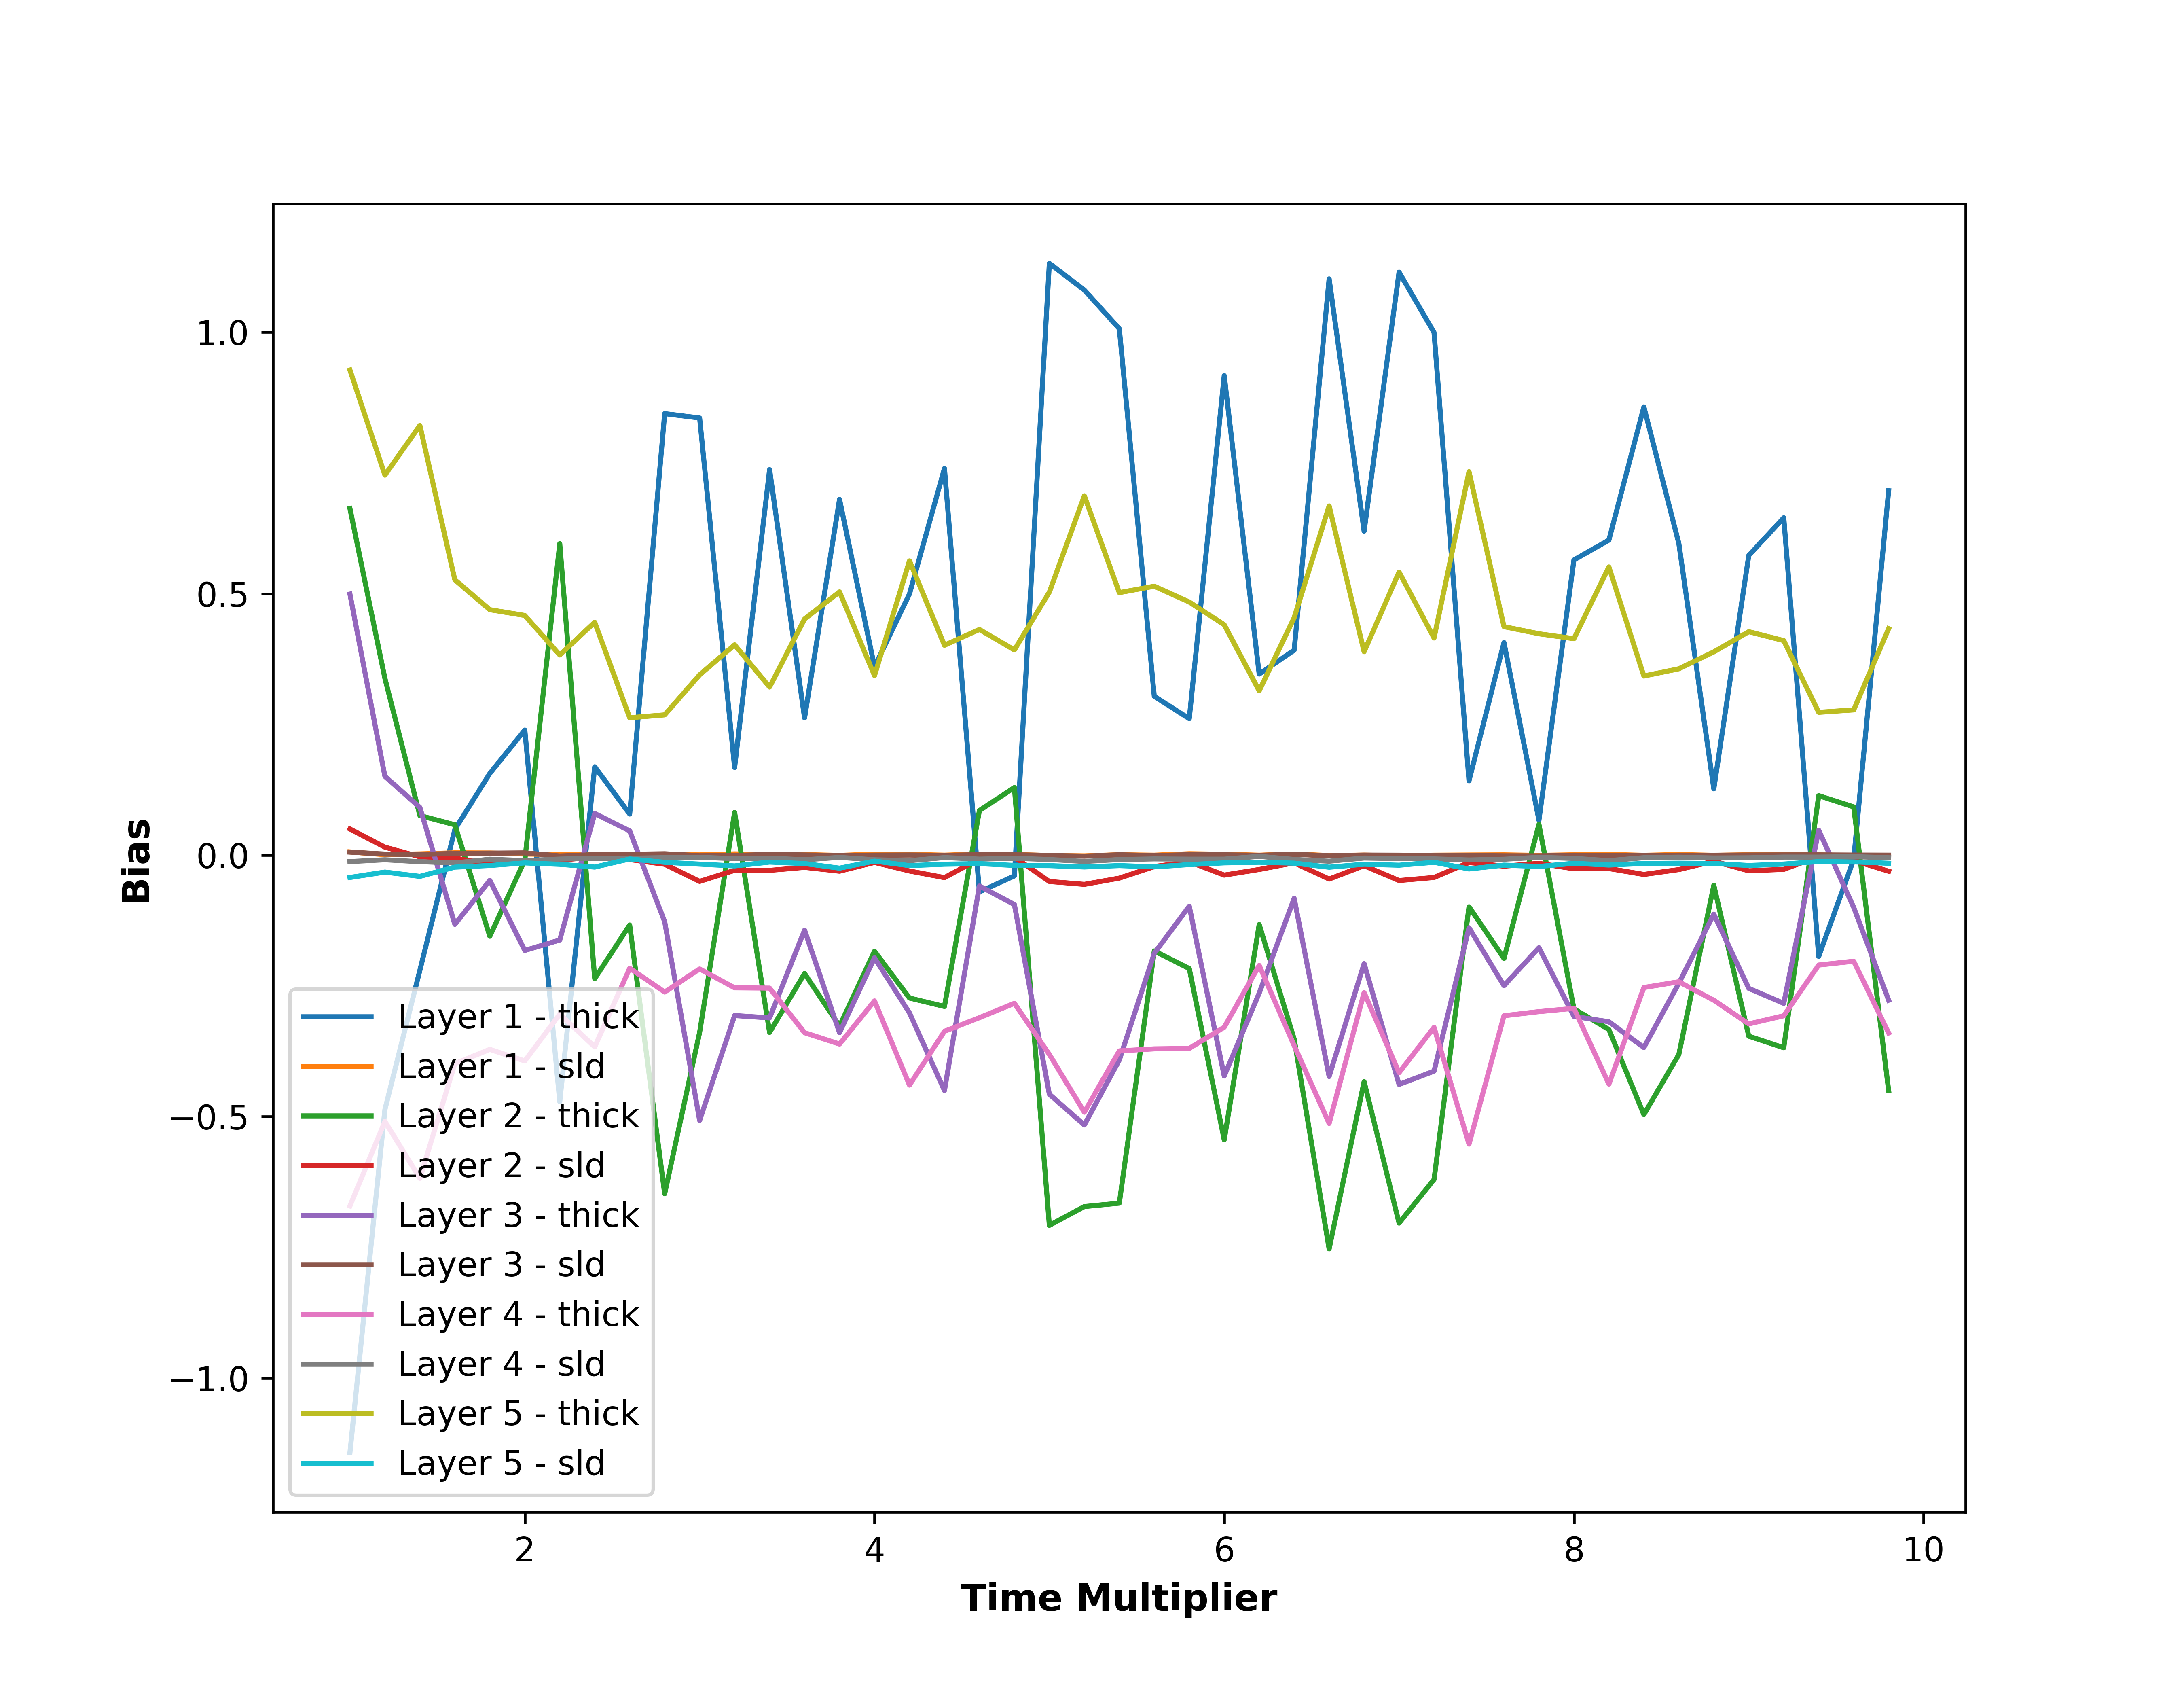 1.0
0.5
0.0
−0.5
−1.0
Bias
Layer 1 - thick
Layer 1 - sld
Layer 2 - thick
Layer 2 - sld
Layer 3 - thick
Layer 3 - sld
Layer 4 - thick
Layer 4 - sld
Layer 5 - thick
Layer 5 - sld
2 4 6 8 10
Time Multiplier